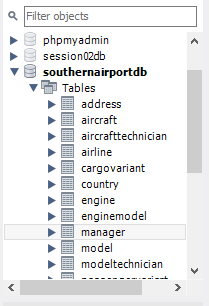 Filter objects
phpmyadmin
session02db
southernairportdb
Tables
address
aircraft
aircrafttechnician
airline
cargovariant
country
engine
enginemodel
manager
model
modeltechnician